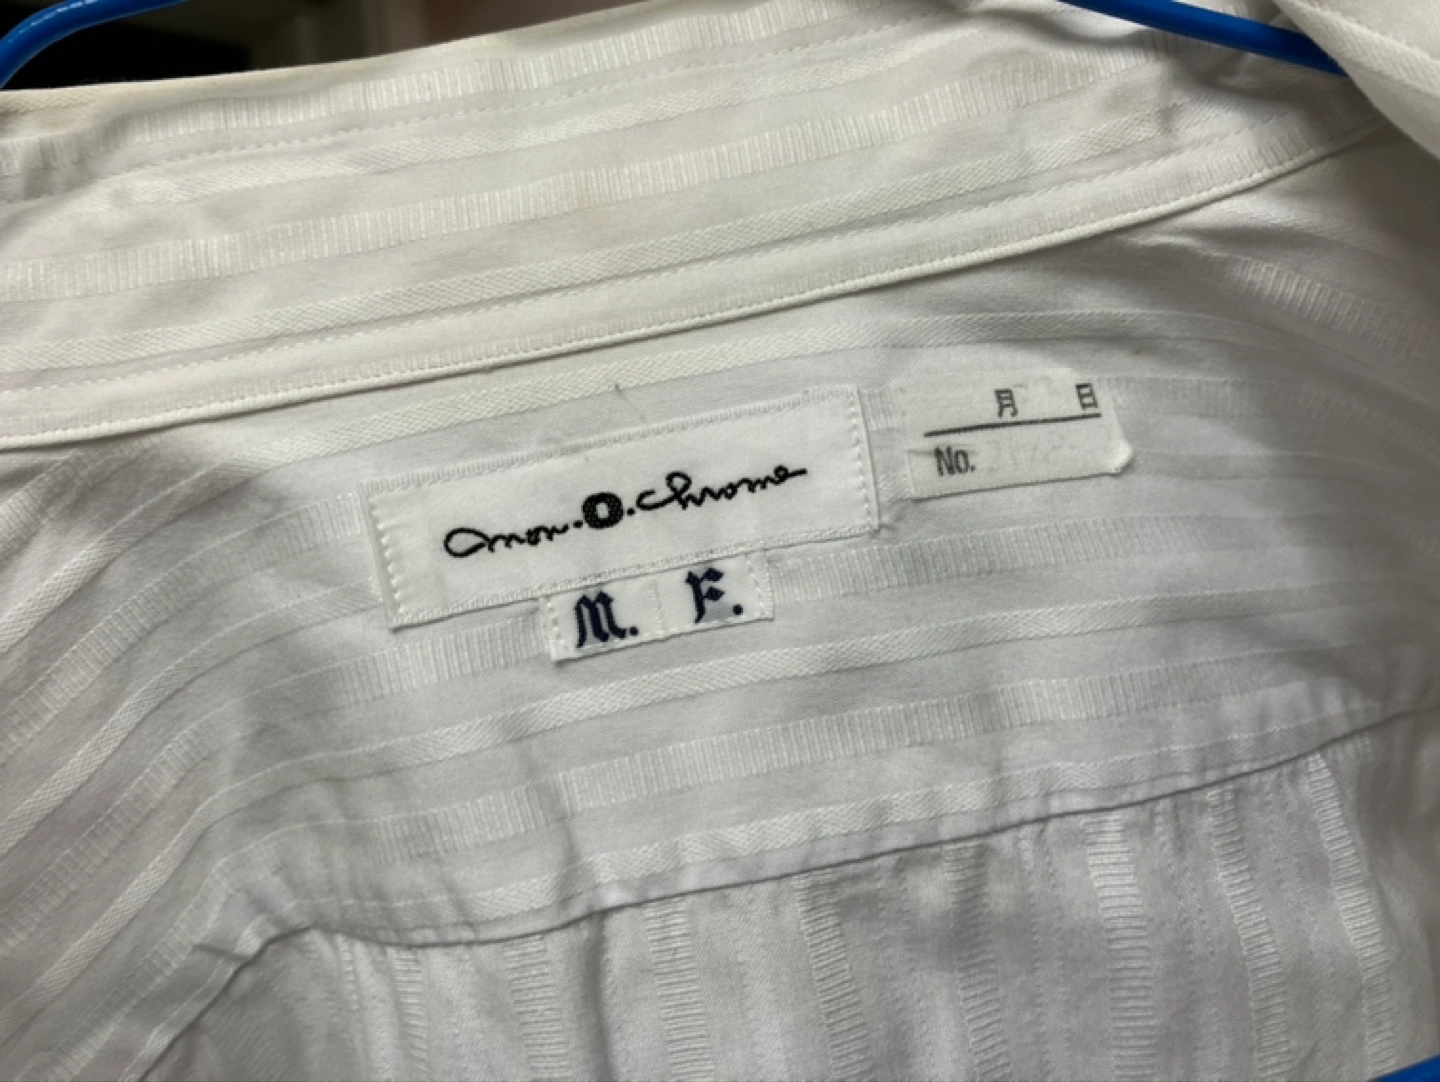 mon.o.chrome
M. F.
月 日
No.